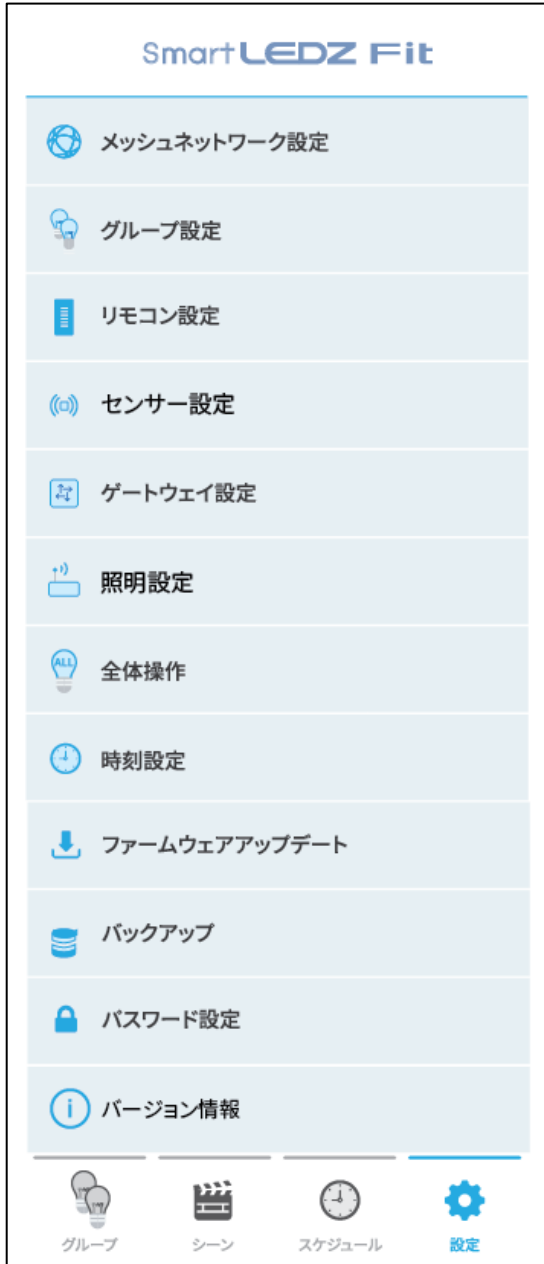 Smart LEDZ Fit
メッシュネットワーク設定
グループ設定
リモコン設定
センサー設定
ゲートウェイ設定
照明設定
ALL
全体操作
時刻設定
ファームウェアアップデート
バックアップ
パスワード設定
i
バージョン情報
グループ
シーン
スケジュール
設定